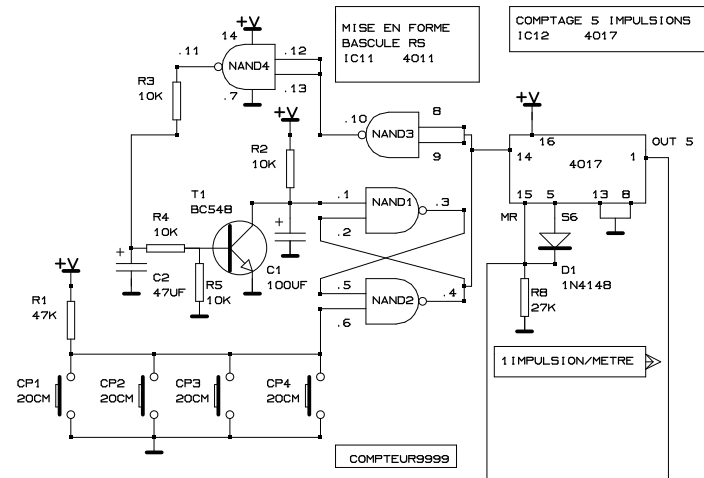 +V
14
.11
.12
NAND4
.13
.7
R3
10K
MISE EN FORME
BASCULE RS
IC11 4011
COMPTAGE 5 IMPULSIONS
IC12 4017
+V
R2
10K
.10
NAND3
8
9
+V
16
14
4017
1
OUT 5
15
5
13
8
MR
S6
T1
BC548
R4
10K
.1
NAND1
.3
.2
+
C2
47UF
R5
10K
+
C1
100UF
.5
NAND2
.4
.6
D1
1N4148
R8
27K
+V
R1
47K
1 IMPULSION/METRE
CP1
20CM
CP2
20CM
CP3
20CM
CP4
20CM
COMPTEUR9999